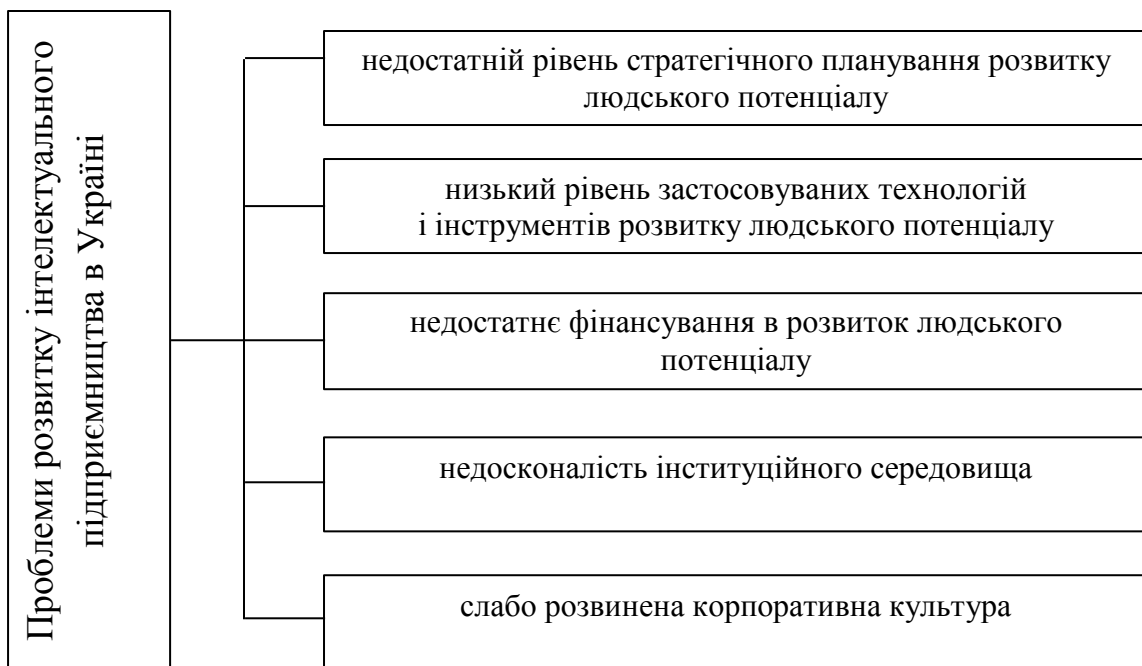 Проблеми розвитку інтелектуального
підприємництва в Україні
недостатній рівень стратегічного планування розвитку
людського потенціалу
низький рівень застосовуваних технологій
і інструментів розвитку людського потенціалу
недостатнє фінансування в розвиток людського
потенціалу
недосконалість інституційного середовища
слабо розвинена корпоративна культура